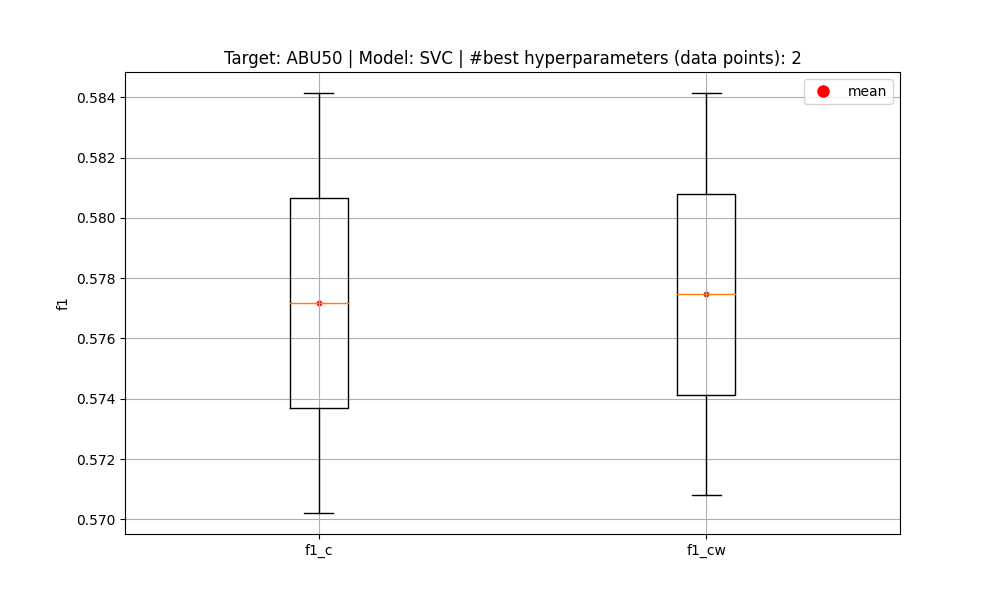 Target: ABU50 | Model: SVC | #best hyperparameters (data points): 2
mean
0.584
0.582
0.580
0.578
0.576
0.574
0.572
0.570
f1
f1_c
f1_cw